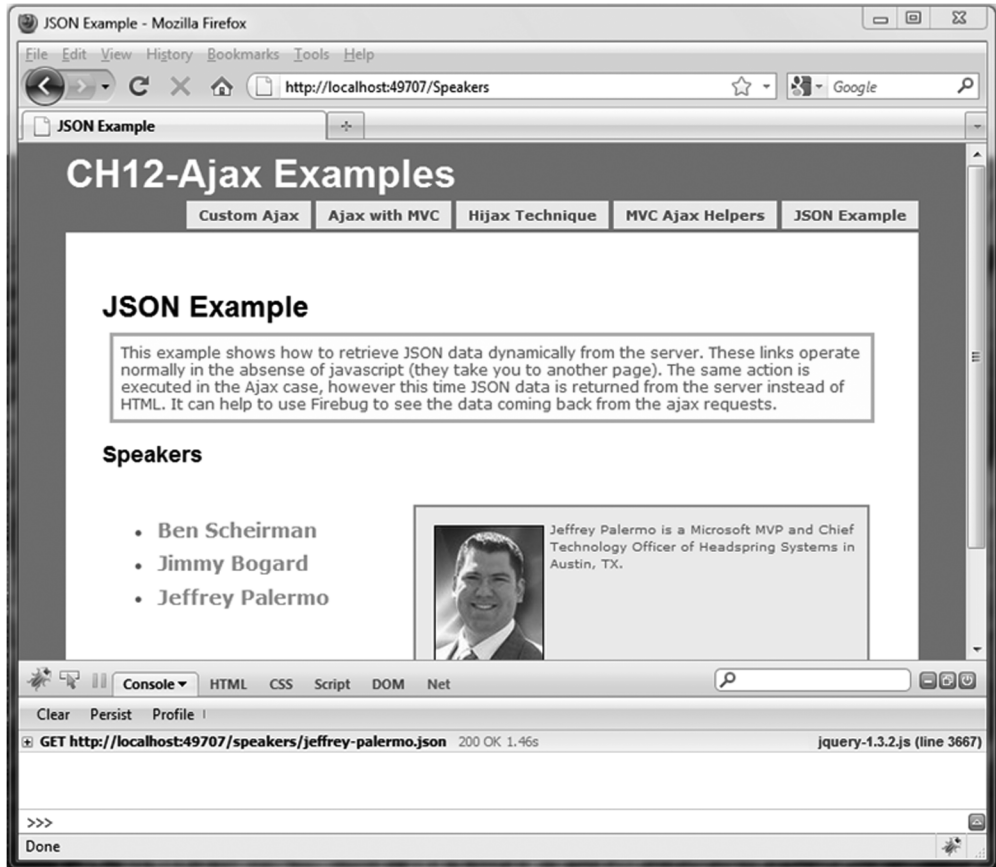 JSON Example - Mozilla Firefox
File Edit View History Bookmarks Tools Help
http://localhost:49707/Speakers
Google
JSON Example
CH12-Ajax Examples
Custom Ajax
Ajax with MVC
Hijax Technique
MVC Ajax Helpers
JSON Example
JSON Example
This example shows how to retrieve JSON data dynamically from the server. These links operate
normally in the absense of javascript (they take you to another page). The same action is
executed in the Ajax case, however this time JSON data is returned from the server instead of
HTML. It can help to use Firebug to see the data coming back from the ajax requests.
Speakers
• Ben Scheirman
• Jimmy Bogard
• Jeffrey Palermo
Jeffrey Palermo is a Microsoft MVP and Chief
Technology Officer of Headspring Systems in
Austin, TX.
Console HTML CSS Script DOM Net
Clear Persist Profile
GET http://localhost:49707/speakers/jeffrey-palermo.json 200 OK 1.46s jquery-1.3.2.js (line 3667)
>>>
Done